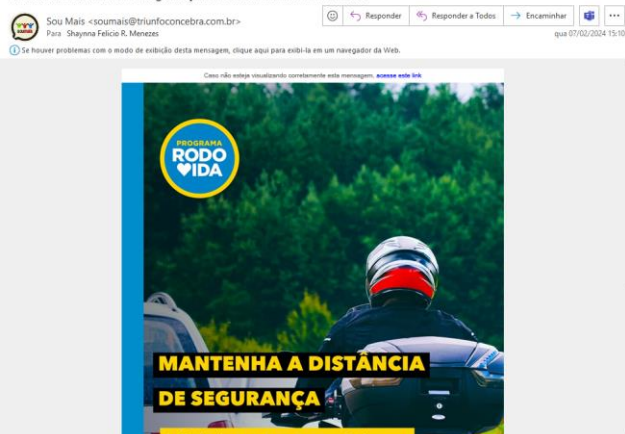 Sou Mais <soumais@triunfoconcebra.com.br>
Para Shaynna Felicio R. Menezes
Responder
Responder a Todos
Encaminhar
qua 07/02/2024 15:10
Se houver problemas com o modo de exibição desta mensagem, clique aqui para exibi-la em um navegador da Web.
Caso não esteja visualizando corretamente esta mensagem, acesse este link
PROGRAMA
RODO
VIDA
MANTENHA A DISTÂNCIA
DE SEGURANÇA